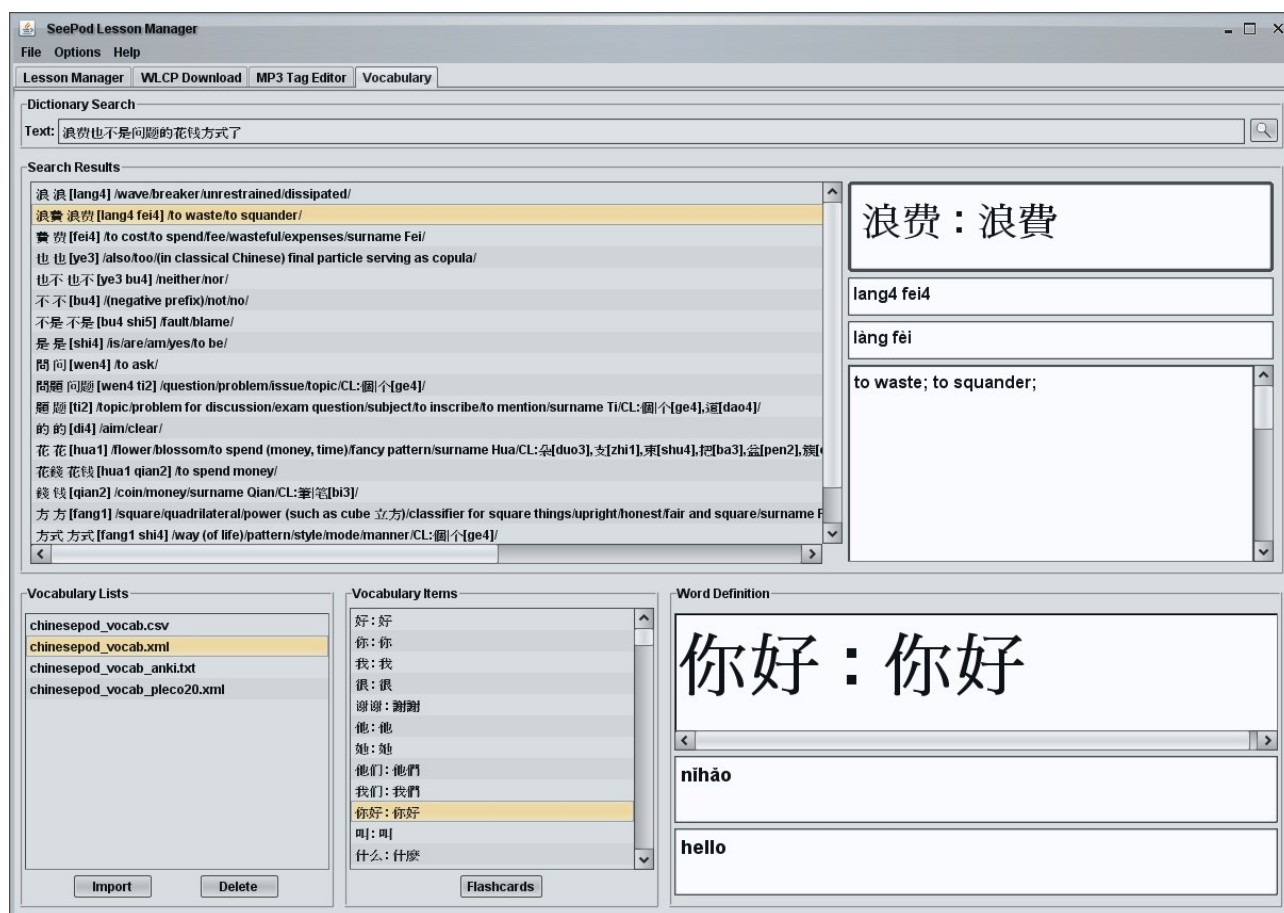 SeePod Lesson Manager
File Options Help
Lesson Manager WLCP Download MP3 Tag Editor Vocabulary
Dictionary Search
Text: 浪费也不是问题的花钱方式了
Search Results
浪 浪 [lang4] /wave/breaker/unrestrained/dissipated/
浪費 浪费 [lang4 fei4] /to waste/to squander/
費 费 [fei4] /to cost/to spend/fee/wasteful/expenses/surname Fei/
也 也 [ye3] /also/too/(in classical Chinese) final particle serving as copula/
也不 也不 [ye3 bu4] /neither/nor/
不 不 [bu4] /(negative prefix)/not/no/
不是 不是 [bu4 shi5] /fault/blame/
是 是 [shi4] /is/are/am/yes/to be/
問 问 [wen4] /to ask/
問題 问题 [wen4 ti2] /question/problem/issue/topic/CL:個|个[ge4]/
題 题 [ti2] /topic/problem for discussion/exam question/subject/to inscribe/to mention/surname Ti/CL:個|个[ge4],道[dao4]/
的 的 [di4] /aim/clear/
花 花 [hua1] /flower/blossom/to spend (money, time)/fancy pattern/surname Hua/CL:朵[duo3],支[zhi1],束[shu4],把[ba3],盆[pen2],簇[
花錢 花钱 [hua1 qian2] /to spend money/
錢 钱 [qian2] /coin/money/surname Qian/CL:筆|笔[bi3]/
方 方 [fang1] /square/quadrilateral/power (such as cube 立方)/classifier for square things/upright/honest/fair and square/surname F
方式 方式 [fang1 shi4] /way (of life)/pattern/style/mode/manner/CL:個|个[ge4]/
浪费：浪費
lang4 fei4
làng fèi
to waste; to squander;
Vocabulary Lists
chinesepod_vocab.csv
chinesepod_vocab.xml
chinesepod_vocab_anki.txt
chinesepod_vocab_pleco20.xml
Import Delete
Vocabulary Items
好：好
你：你
我：我
很：很
谢谢：謝謝
他：他
她：她
他们：他們
我们：我們
你好：你好
叫：叫
什么：什麼
Flashcards
Word Definition
你好：你好
nǐhǎo
hello